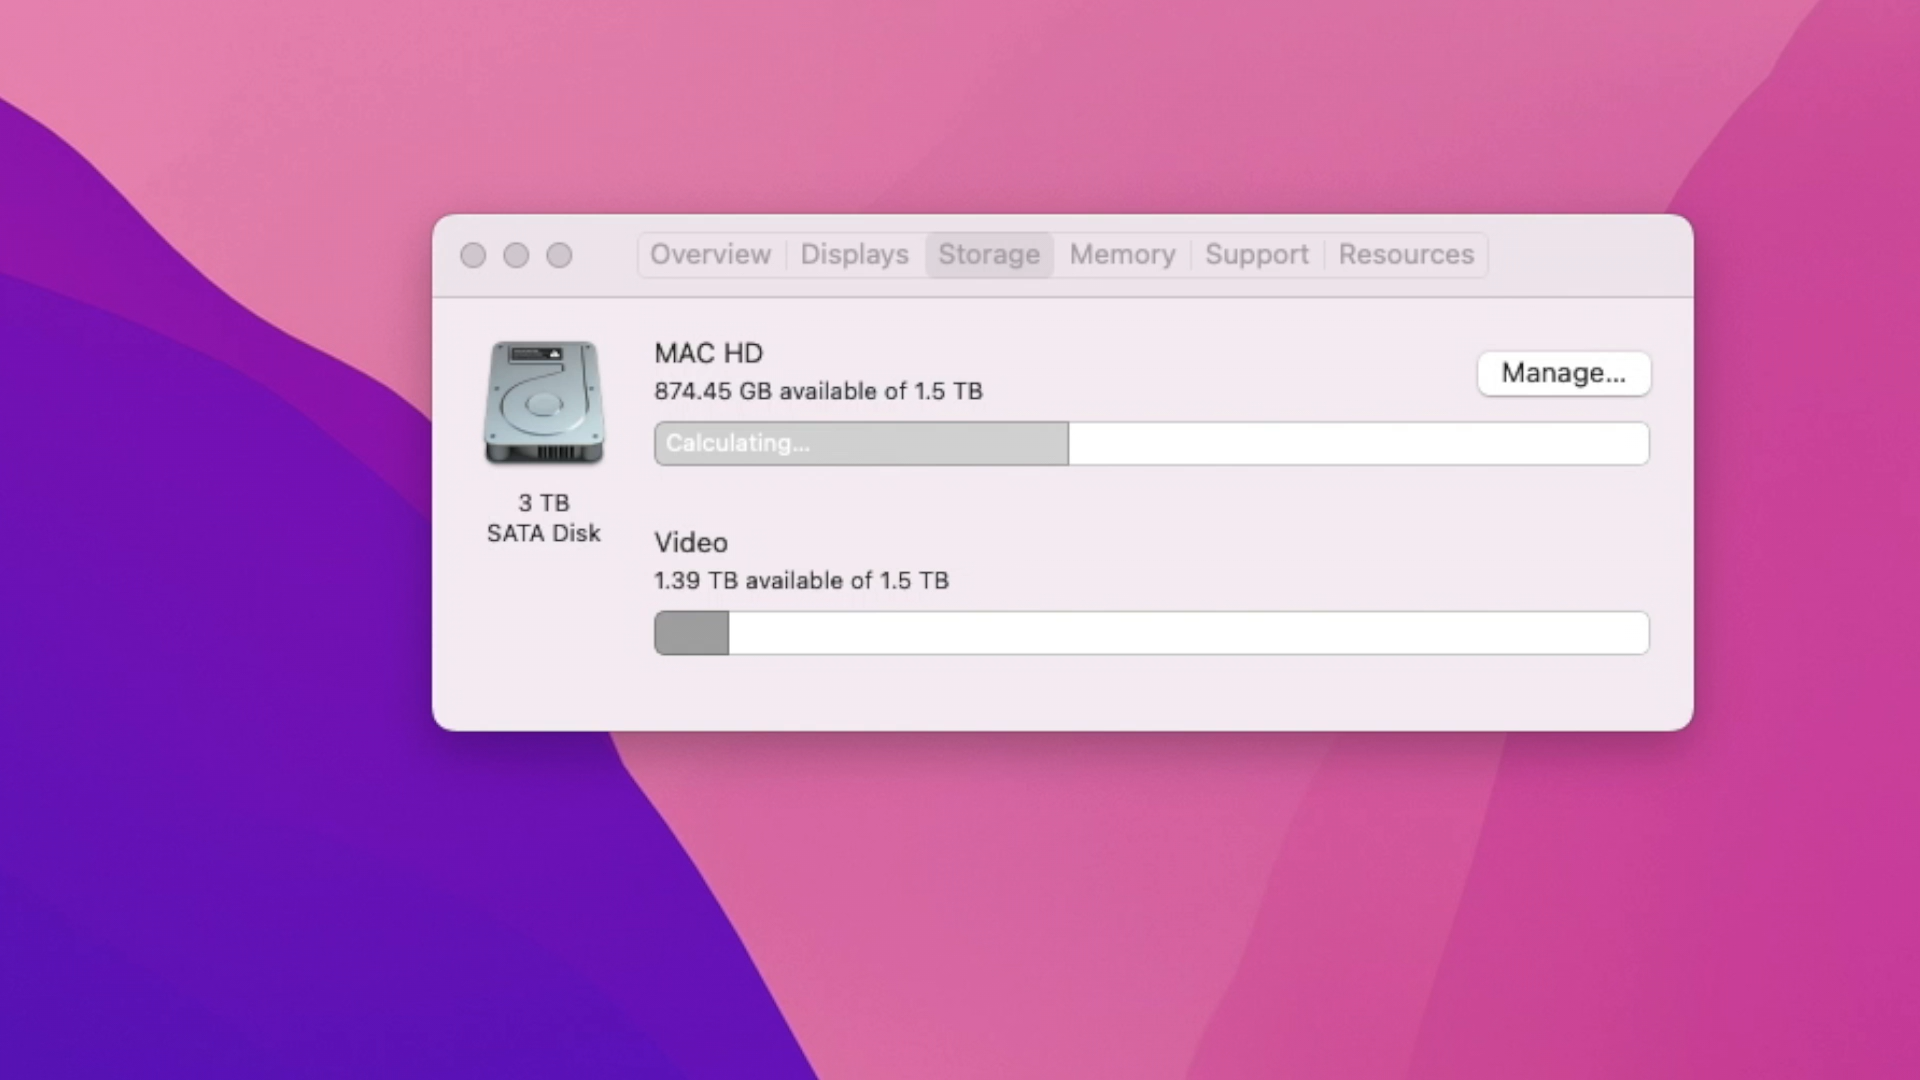 Overview Displays Storage Memory Support Resources
MAC HD
874.45 GB available of 1.5 TB
Manage...
Calculating...
3 TB
SATA Disk
Video
1.39 TB available of 1.5 TB